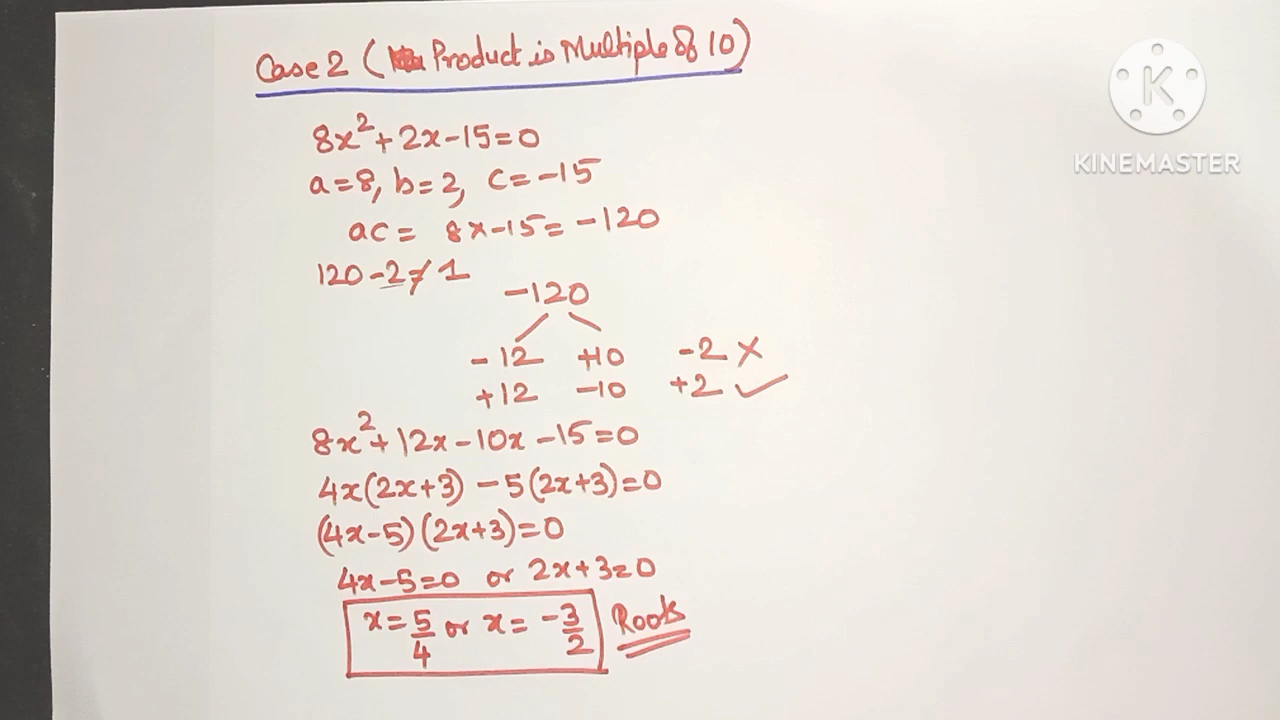 Case 2 ( Product is Multiple of 10)
K
KINEMASTER
8x²+2x-15=0
a=8, b=2, c=-15
ac= 8x-15=-120
120-2≠1
-120
-12 +10 -2 ×
+12 -10 +2 ✓
8x²+12x-10x-15=0
4x(2x+3)-5(2x+3)=0
(4x-5)(2x+3)=0
4x-5=0 or 2x+3=0
x=5/4 or x=-3/2 Roots